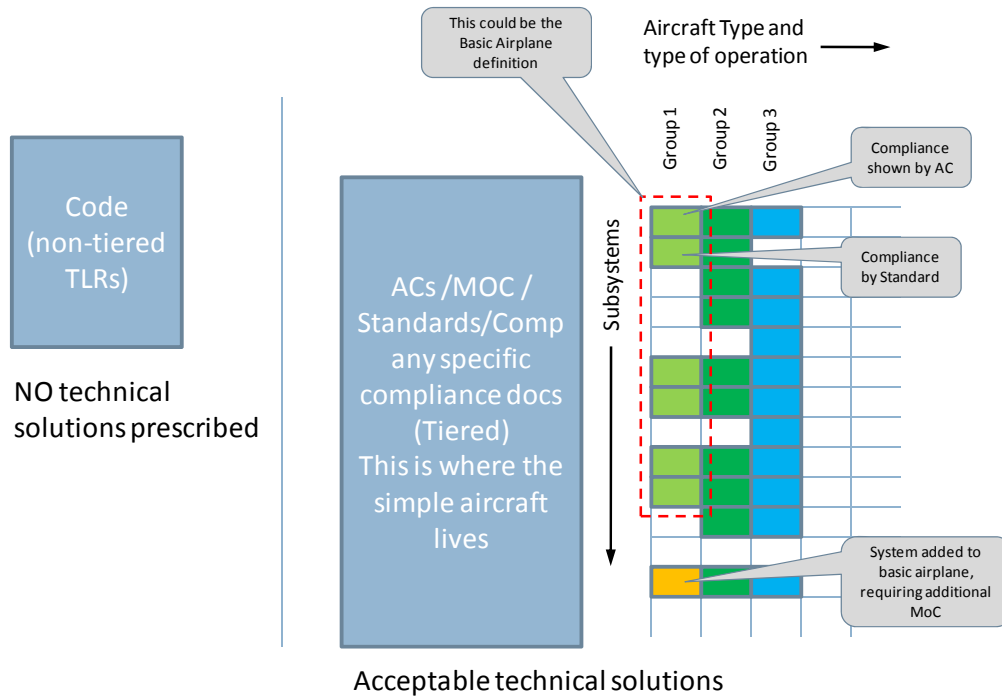 This could be the
Basic Airplane
definition
Aircraft Type and
type of operation
Group 1
Group 2
Group 3
Compliance
shown by AC
Compliance
by Standard
Code
(non-tiered
TLRs)
NO technical
solutions prescribed
ACs /MOC /
Standards/Comp
any specific
compliance docs
(Tiered)
This is where the
simple aircraft
lives
Subsystems
System added to
basic airplane,
requiring additional
MoC
Acceptable technical solutions